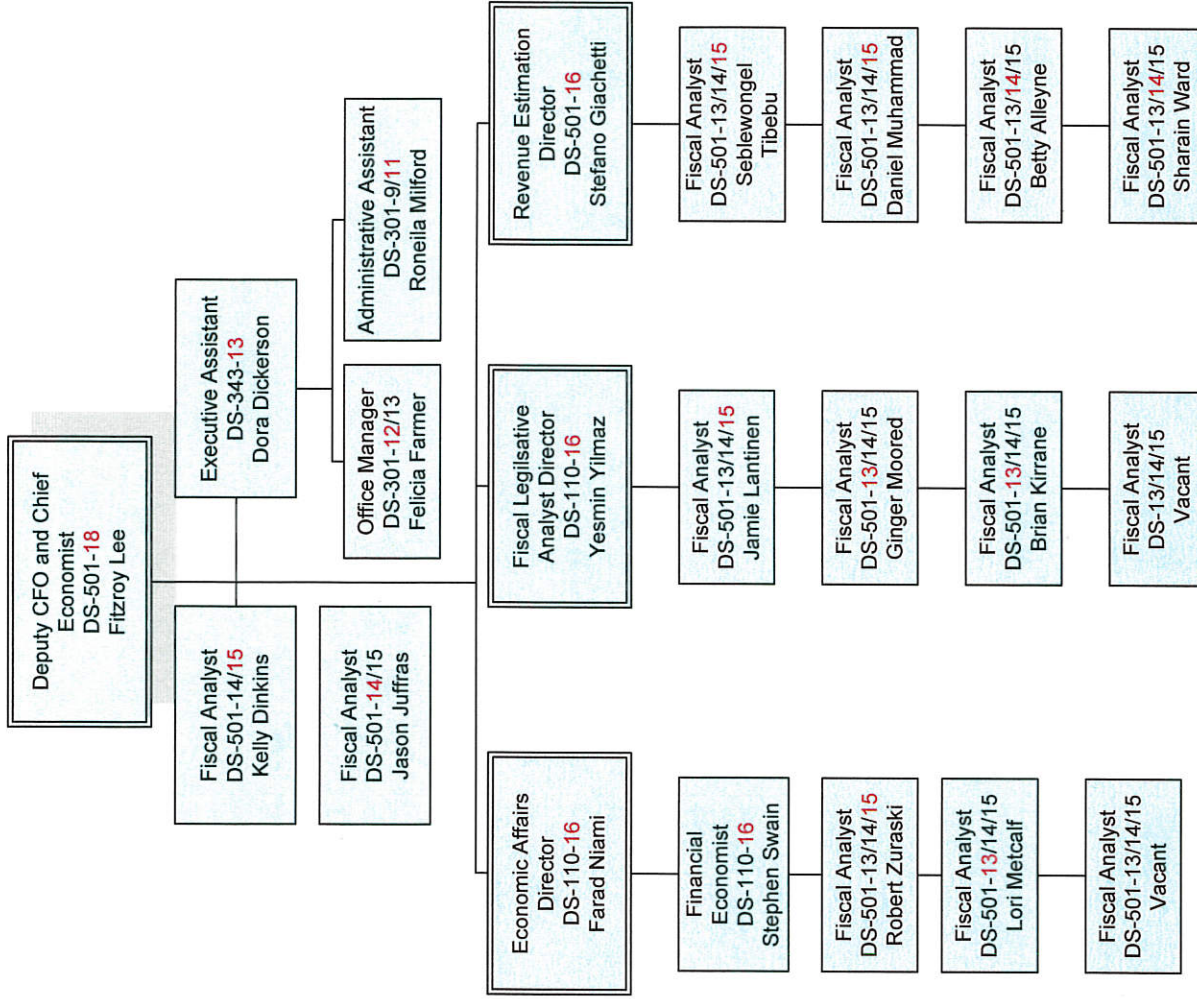 Deputy CFO and Chief
Economist
DS-501-18
Fitzroy Lee
Fiscal Analyst
DS-501-14/15
Kelly Dinkins
Executive Assistant
DS-343-13
Dora Dickerson
Fiscal Analyst
DS-501-14/15
Jason Juffras
Office Manager
DS-301-12/13
Felicia Farmer
Administrative Assistant
DS-301-9/11
Roneila Milford
Economic Affairs
Director
DS-110-16
Farad Niami
Financial
Economist
DS-110-16
Stephen Swain
Fiscal Analyst
DS-501-13/14/15
Robert Zuraski
Fiscal Analyst
DS-501-13/14/15
Lori Metcalf
Fiscal Analyst
DS-501-13/14/15
Vacant
Fiscal Legilsative
Analyst Director
DS-110-16
Yesmin Yilmaz
Fiscal Analyst
DS-501-13/14/15
Jamie Lantinen
Fiscal Analyst
DS-501-13/14/15
Ginger Moored
Fiscal Analyst
DS-501-13/14/15
Brian Kirrane
Fiscal Analyst
DS-13/14/15
Vacant
Revenue Estimation
Director
DS-501-16
Stefano Giachetti
Fiscal Analyst
DS-501-13/14/15
Seblewongel
Tibebu
Fiscal Analyst
DS-501-13/14/15
Daniel Muhammad
Fiscal Analyst
DS-501-13/14/15
Betty Alleyne
Fiscal Analyst
DS-501-13/14/15
Sharain Ward